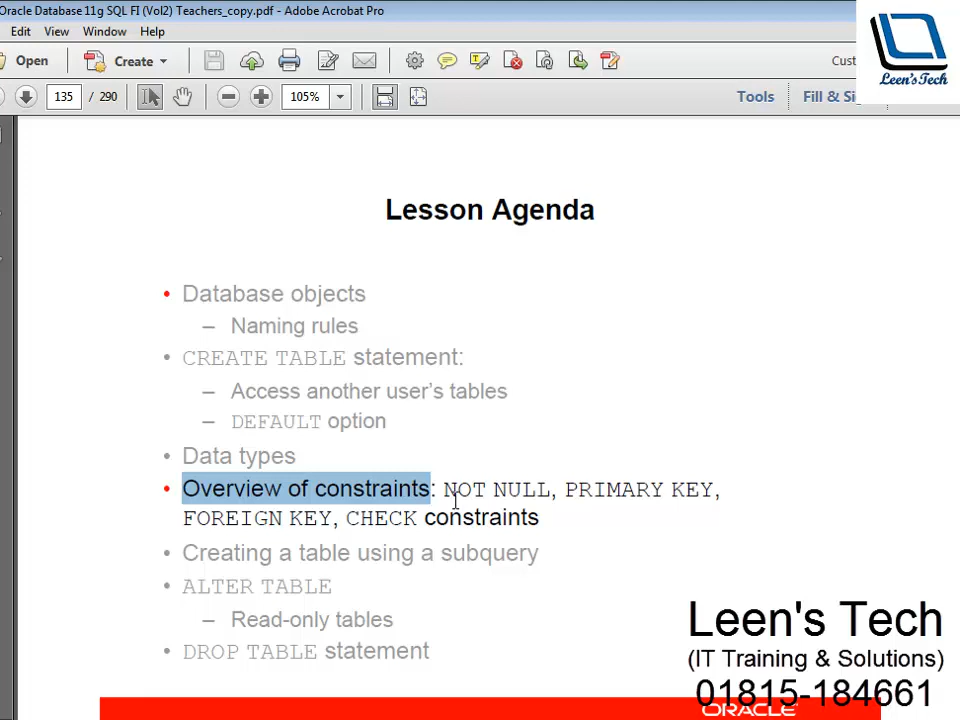 Oracle Database 11g SQL FI (Vol2) Teachers_copy.pdf - Adobe Acrobat Pro
Edit View Window Help
Open Create Cust
135 / 290 105% Tools Fill & Si
Leen'sTech
Lesson Agenda
• Database objects
– Naming rules
• CREATE TABLE statement:
– Access another user's tables
– DEFAULT option
• Data types
• Overview of constraints: NOT NULL, PRIMARY KEY,
FOREIGN KEY, CHECK constraints
• Creating a table using a subquery
• ALTER TABLE
– Read-only tables
• DROP TABLE statement
Leen's Tech
(IT Training & Solutions)
01815-184661
ORACLE